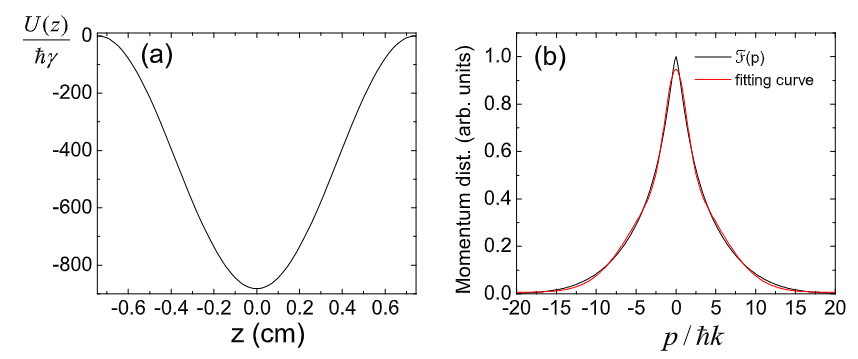 U(z)
ħγ
0
-200
-400
-600
-800
(a)
-0.6 -0.4 -0.2 0.0 0.2 0.4 0.6
z (cm)
Momentum dist. (arb. units)
1.0
0.8
0.6
0.4
0.2
0.0
(b)
ℱ(p)
fitting curve
-20 -15 -10 -5 0 5 10 15 20
p / ħk